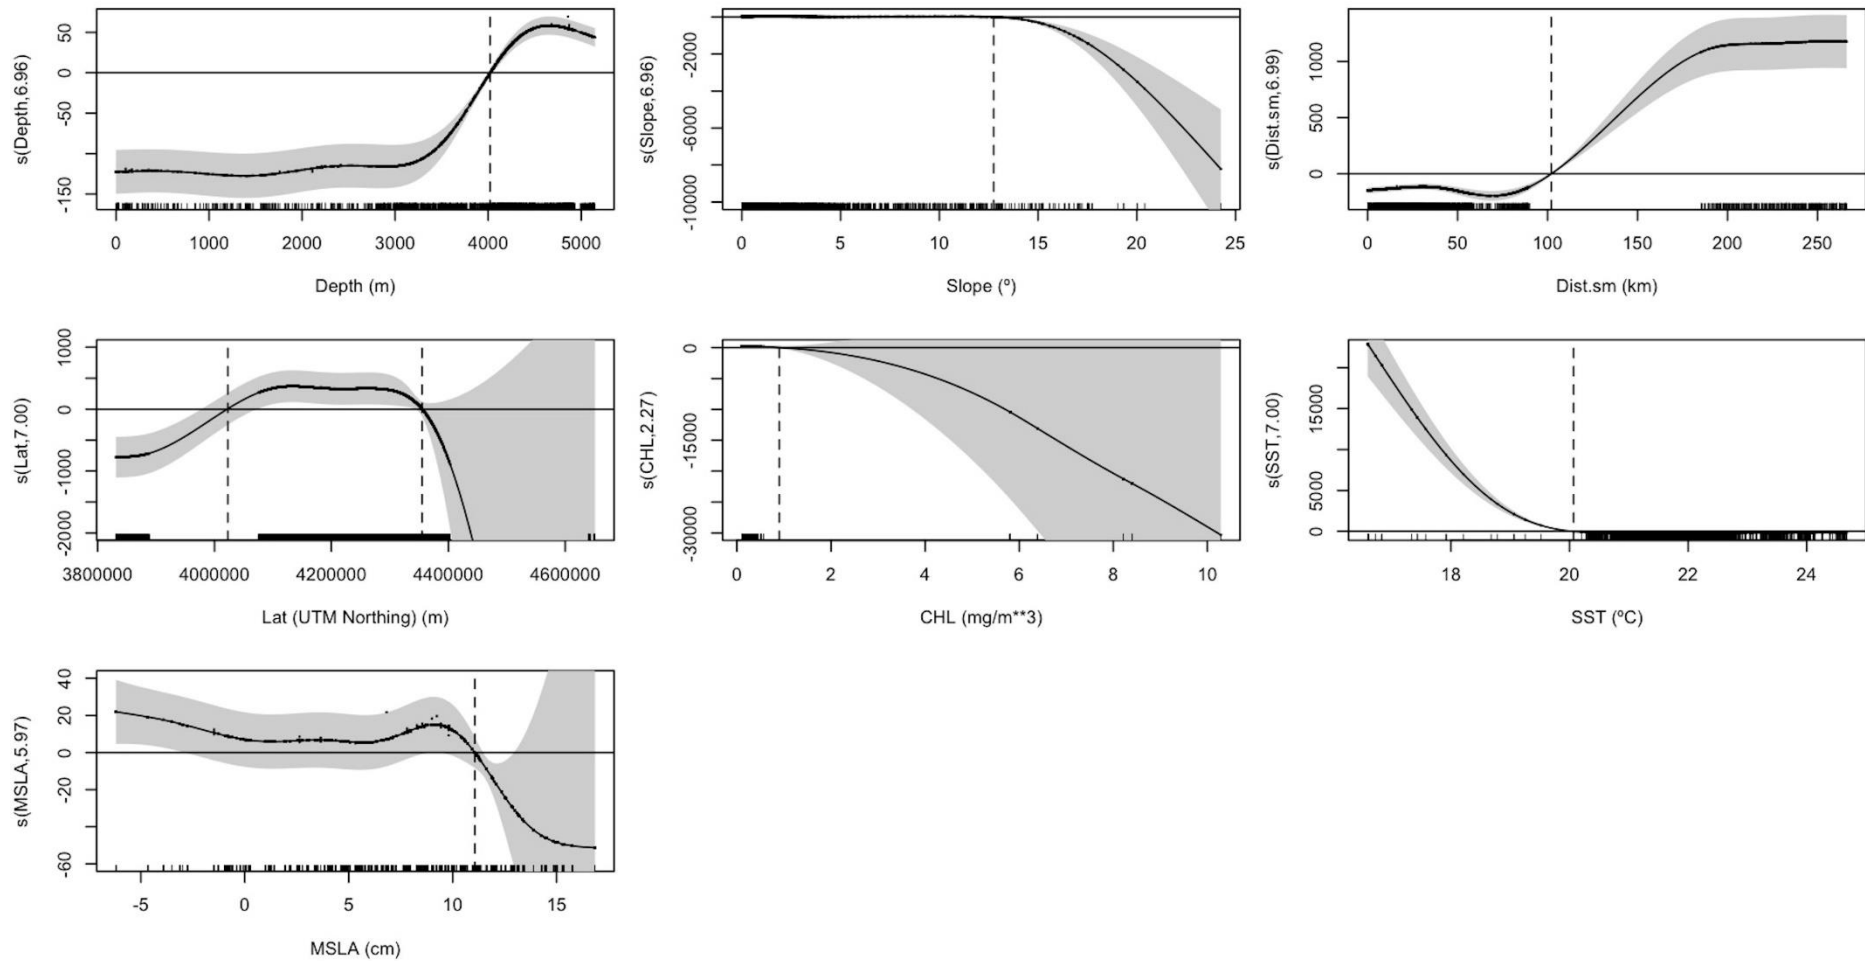 s(Depth,6.96)
50
0
-50
-150
0 1000 2000 3000 4000 5000
Depth (m)
s(Slope,6.96)
-2000
-6000
-10000
0 5 10 15 20 25
Slope (º)
s(Dist.sm,6.99)
1000
500
0
0 50 100 150 200 250
Dist.sm (km)
s(Lat,7.00)
1000
0
-1000
-2000
3800000 4000000 4200000 4400000 4600000
Lat (UTM Northing) (m)
s(CHL,2.27)
0
-15000
-30000
0 2 4 6 8 10
CHL (mg/m**3)
s(SST,7.00)
15000
5000
0
18 20 22 24
SST (ºC)
s(MSLA,5.97)
40
20
0
-20
-60
-5 0 5 10 15
MSLA (cm)